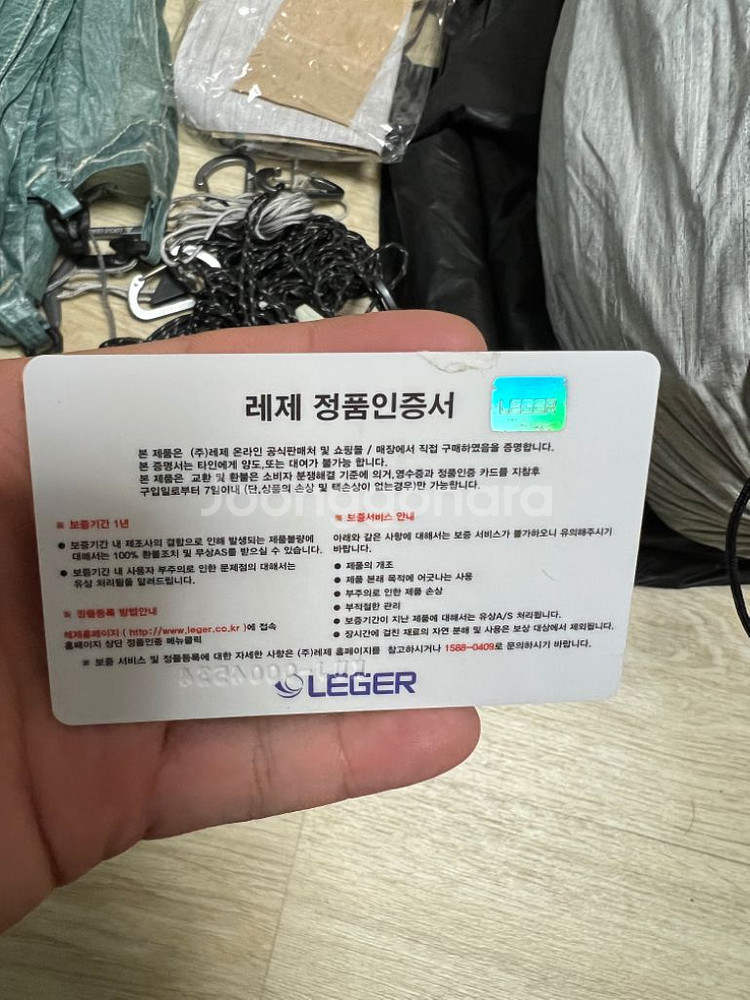 레제 정품인증서
LEGER
본 제품은 (주)레제 온라인 공식판매처 및 쇼핑몰 / 매장에서 직접 구매하였음을 증명합니다.
본 증명서는 타인에게 양도,또는 대여가 불가능 합니다.
본 제품은 교환 및 환불은 소비자 분쟁해결 기준에 의거,영수증과 정품인증 카드를 지참후
구입일로부터 7일이내 (단,상품의 손상 및 택손상이 없는경우)만 가능합니다.
joongonara
※ 보증기간 1년
● 보증기간 내 제조사의 결함으로 인해 발생되는 제품불량에
대해서는 100% 환불조치 및 무상AS를 받으실 수 있습니다.
● 보증기간 내 사용자 부주의로 인한 문제점의 대해서는
유상 처리됨을 알려드립니다.
※ 정품등록 방법안내
레제홈페이지 ( http://www.leger.co.kr )에 접속
홈페이지 상단 정품인증 메뉴클릭
※ 보증서비스 안내
아래와 같은 사항에 대해서는 보증 서비스가 불가하오니 유의해주시기
바랍니다.
● 제품의 개조
● 제품 본래 목적에 어긋나는 사용
● 부주의로 인한 제품 손상
● 부적절한 관리
● 보증기간이 지난 제품에 대해서는 유상A/S 처리됩니다.
● 장시간에 걸친 재료의 자연 분해 및 사용은 보상 대상에서 제외됩니다.
※ 보증 서비스 및 정품등록에 대한 자세한 사항은 (주)레제 홈페이지를 참고하시거나 1588-0409로 문의하시기 바랍니다.
LEGER